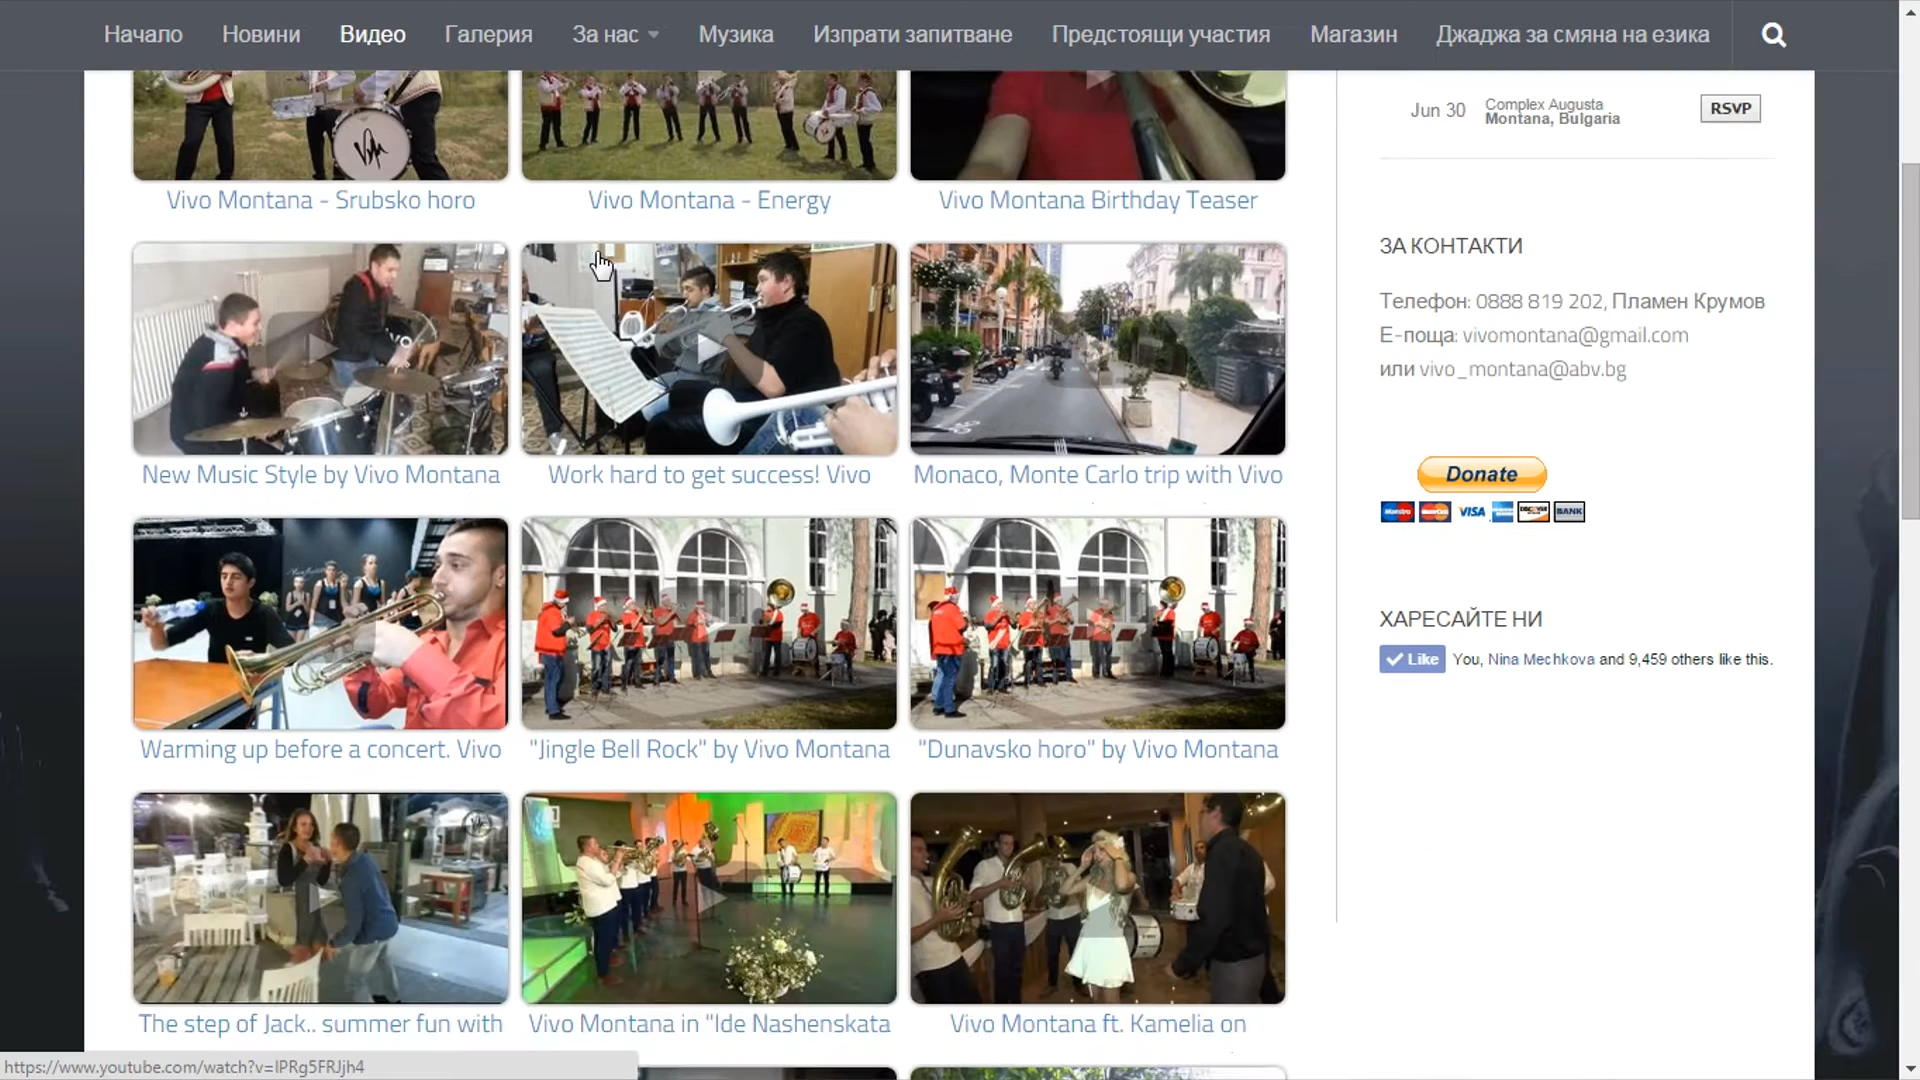 Начало Новини Видео Галерия За нас Музика Изпрати запитване Предстоящи участия Магазин Джаджа за смяна на езика
Vivo Montana - Srubsko horo
Vivo Montana - Energy
Vivo Montana Birthday Teaser
New Music Style by Vivo Montana
Work hard to get success! Vivo
Monaco, Monte Carlo trip with Vivo
Warming up before a concert. Vivo
"Jingle Bell Rock" by Vivo Montana
"Dunavsko horo" by Vivo Montana
The step of Jack.. summer fun with
Vivo Montana in "Ide Nashenskata
Vivo Montana ft. Kamelia on
Jun 30
Complex Augusta
Montana, Bulgaria
RSVP
ЗА КОНТАКТИ
Телефон: 0888 819 202, Пламен Крумов
Е-поща: vivomontana@gmail.com
или vivo_montana@abv.bg
Donate
Maestro MasterCard VISA DISCOVER BANK
ХАРЕСАЙТЕ НИ
Like You, Nina Mechkova and 9,459 others like this.
https://www.youtube.com/watch?v=IPRg5FRJjh4